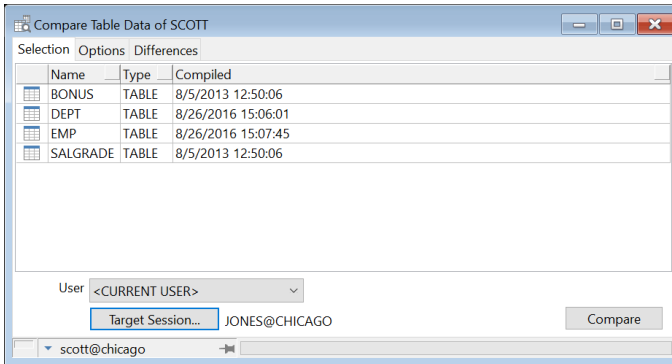 Compare Table Data of SCOTT
Selection Options Differences
Name Type Compiled
BONUS TABLE 8/5/2013 12:50:06
DEPT TABLE 8/26/2016 15:06:01
EMP TABLE 8/26/2016 15:07:45
SALGRADE TABLE 8/5/2013 12:50:06
User <CURRENT USER>
Target Session... JONES@CHICAGO Compare
scott@chicago